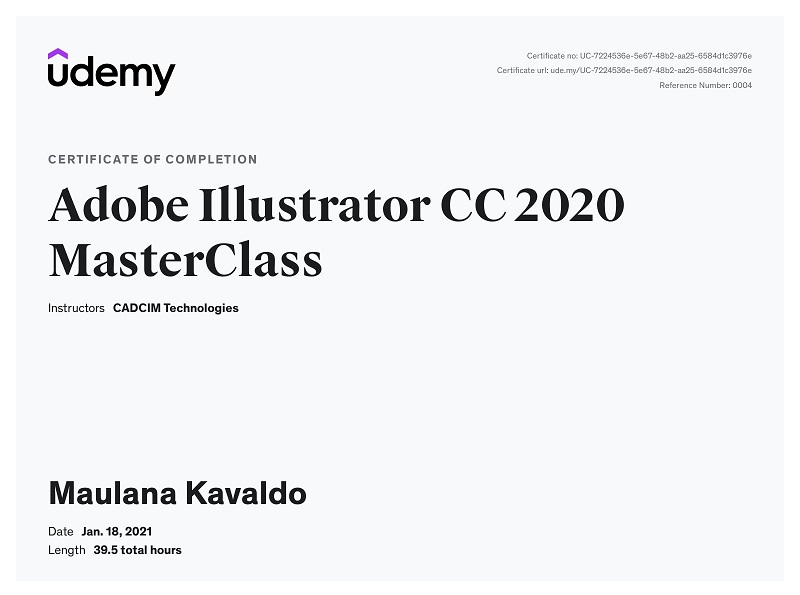 udemy
Certificate no: UC-7224536e-5e67-48b2-aa25-6584d1c3976e
Certificate url: ude.my/UC-7224536e-5e67-48b2-aa25-6584d1c3976e
Reference Number: 0004
CERTIFICATE OF COMPLETION
Adobe Illustrator CC 2020
MasterClass
Instructors CADCIM Technologies
Maulana Kavaldo
Date Jan. 18, 2021
Length 39.5 total hours